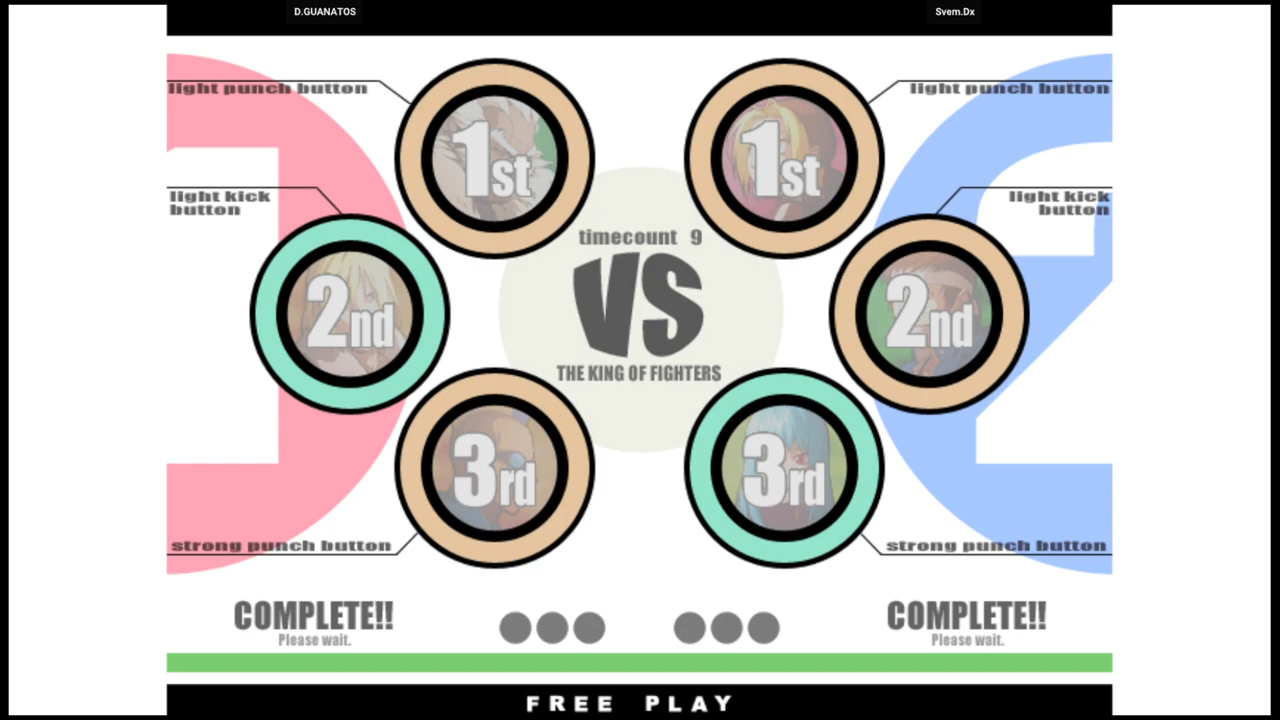 D.GUANATOS
Svem.Dx
light punch button
light punch button
1st
1st
light kick
button
light kick
button
timecount 9
VS
THE KING OF FIGHTERS
2nd
2nd
3rd
3rd
strong punch button
strong punch button
COMPLETE!!
Please wait.
COMPLETE!!
Please wait.
FREE PLAY